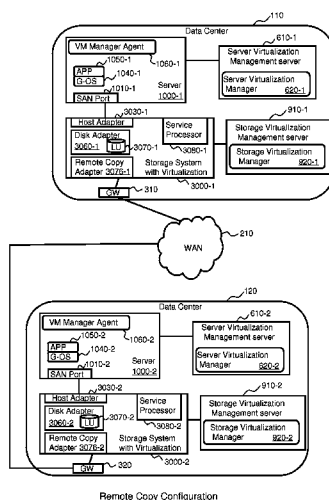 110
Data Center
VM Manager Agent
1050-1
1060-1
APP
1040-1
G-OS
1010-1
Server
SAN Port
1000-1
610-1
Server Virtualization
Management server
Server Virtualization
Manager
620-1
3030-1
Host Adapter
Service
Processor
Disk Adapter
3060-1
LU
3070-1
3080-1
Remote Copy
Adapter
3076-1
Storage System
with Virtualization
3000-1
910-1
Storage Virtualization
Management server
Storage Virtualization
Manager
920-1
GW
310
210
WAN
120
Data Center
VM Manager Agent
1050-2
1060-2
APP
1040-2
G-OS
1010-2
Server
SAN Port
1000-2
610-2
Server Virtualization
Management server
Server Virtualization
Manager
620-2
3030-2
Host Adapter
Service
Processor
Disk Adapter
3060-2
LU
3070-2
3080-2
Remote Copy
Adapter
3076-2
Storage System
with Virtualization
3000-2
910-2
Storage Virtualization
Management server
Storage Virtualization
Manager
920-2
GW
320
Remote Copy Configuration